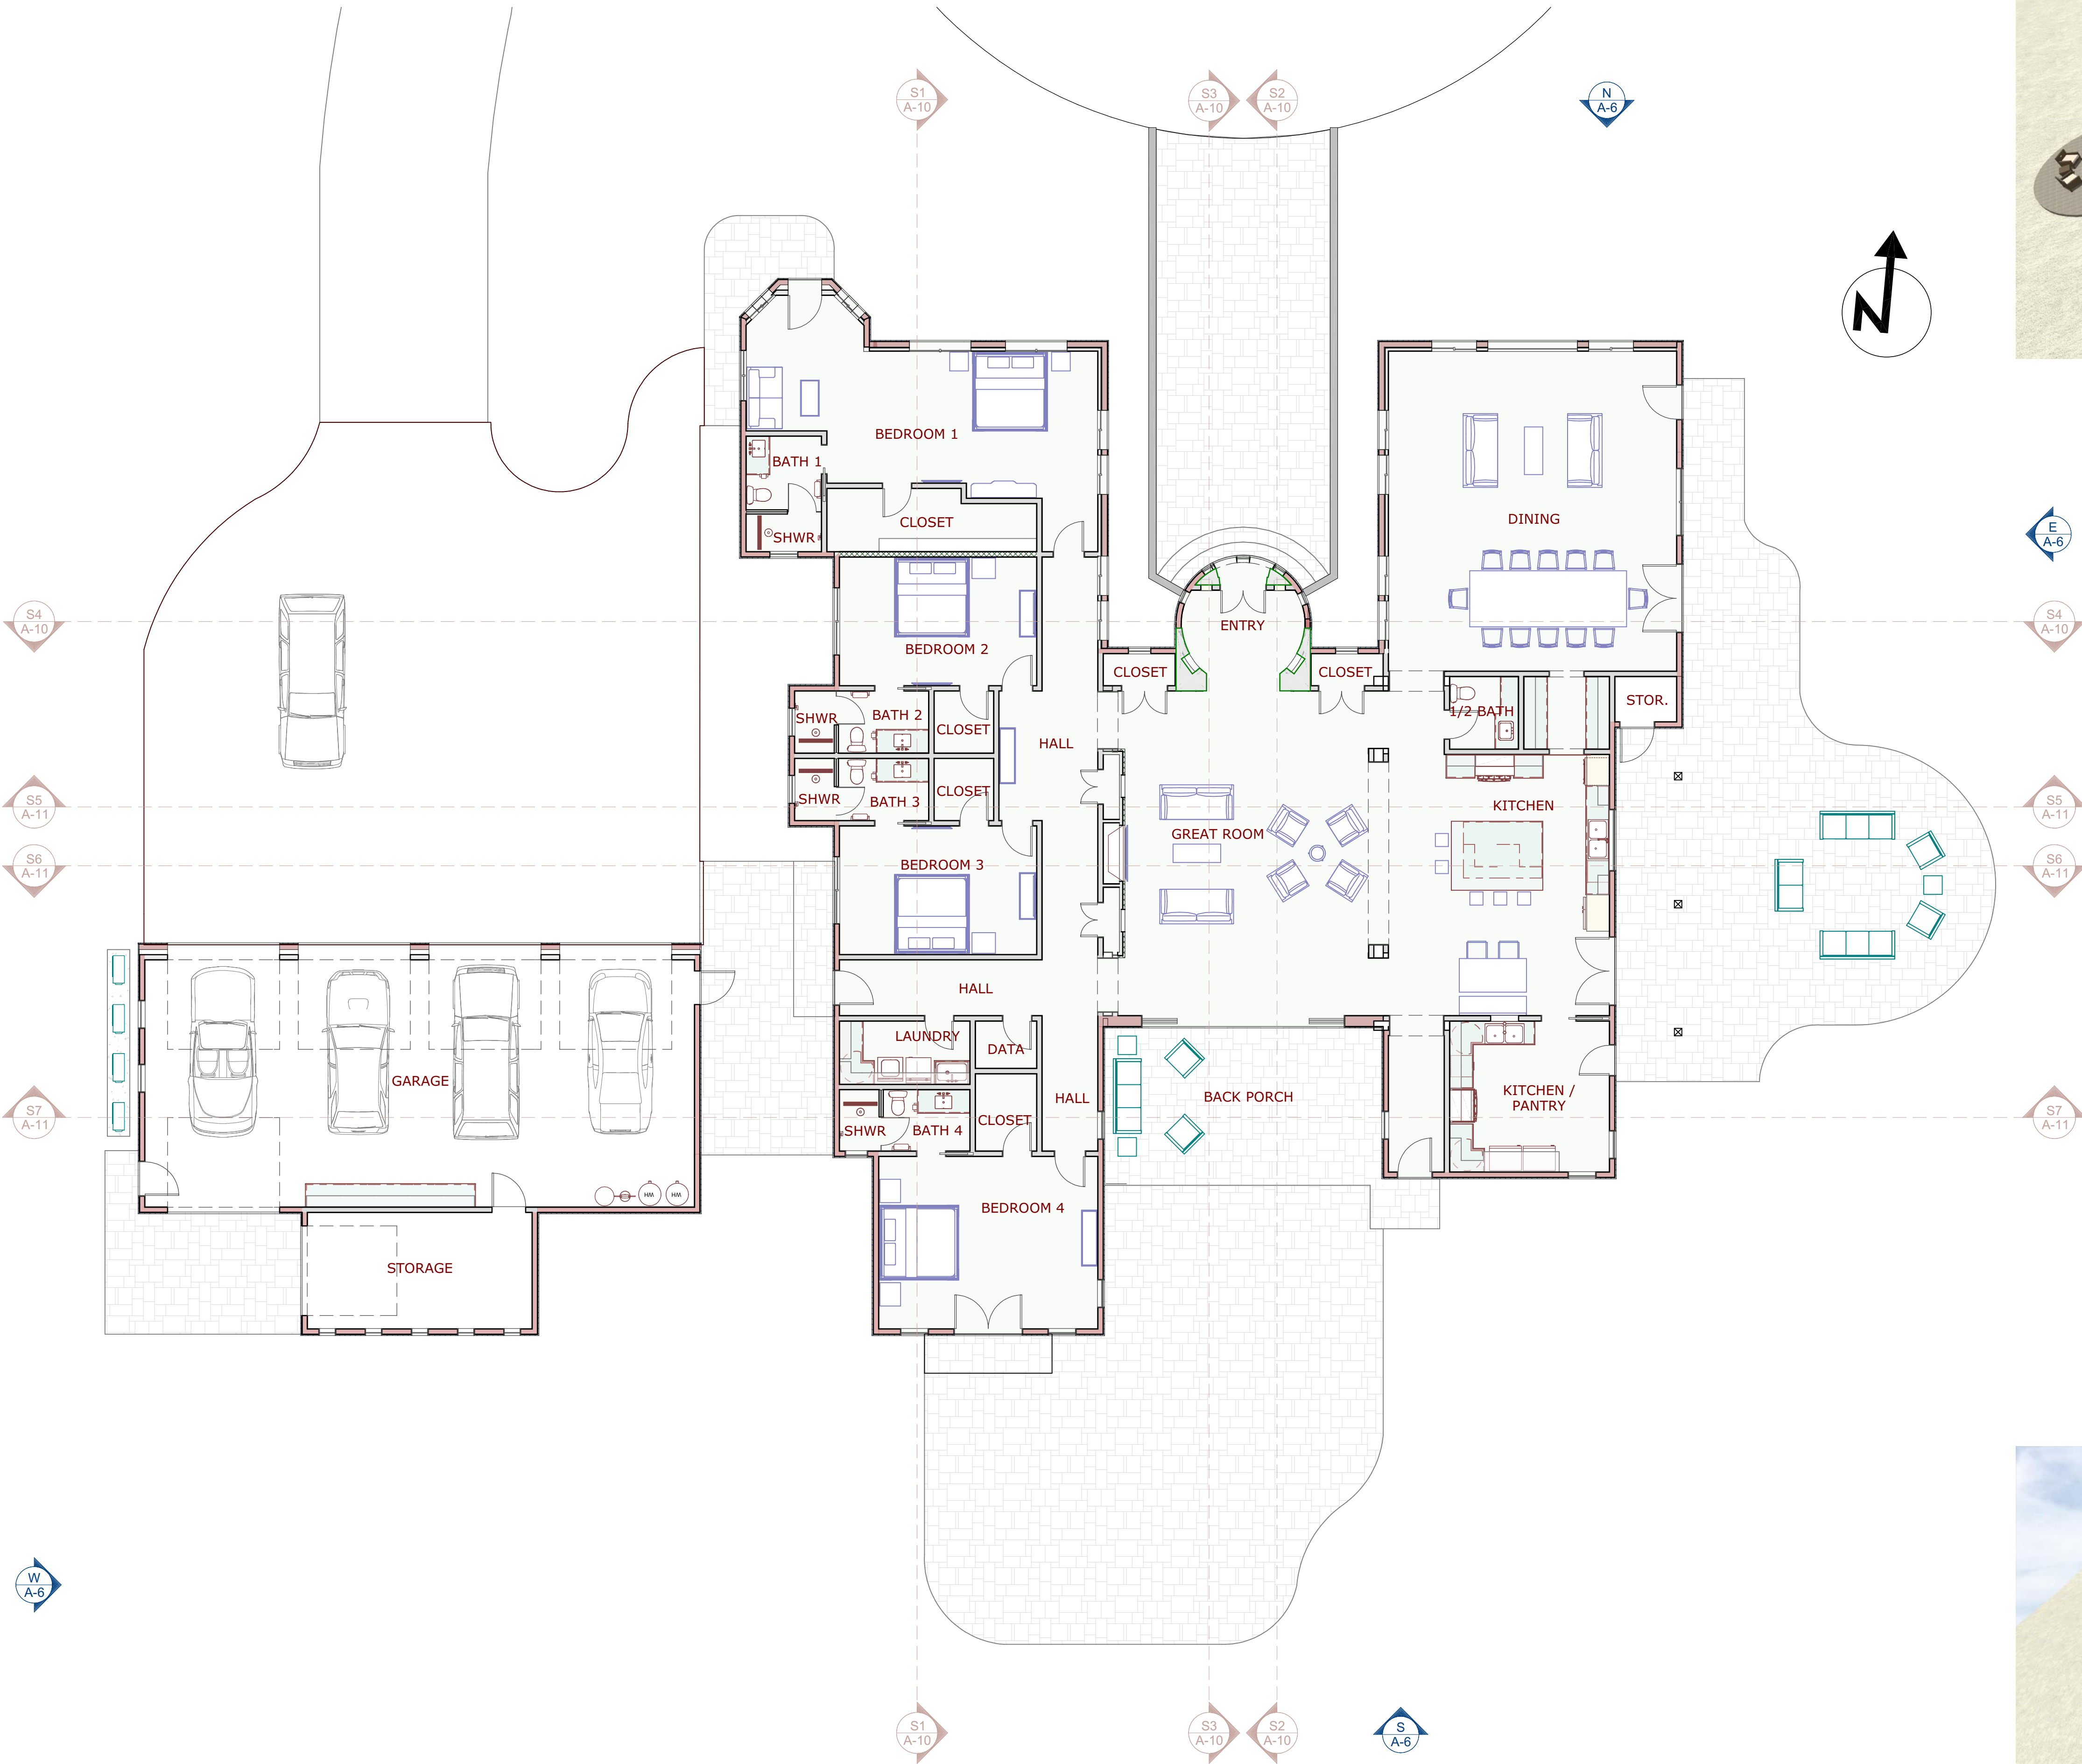 S1
A-10
S3
A-10
S2
A-10
N
A-6
N
BEDROOM 1
BATH 1
CLOSET
SHWR
DINING
E
A-6
S4
A-10
ENTRY
S4
A-10
BEDROOM 2
CLOSET
CLOSET
STOR.
1/2 BATH
SHWR
BATH 2
CLOSET
HALL
SHWR
BATH 3
CLOSET
S5
A-11
KITCHEN
S5
A-11
GREAT ROOM
S6
A-11
BEDROOM 3
S6
A-11
HALL
LAUNDRY
DATA
GARAGE
BACK PORCH
KITCHEN /
PANTRY
HALL
S7
A-11
SHWR
BATH 4
CLOSET
S7
A-11
HW
HW
BEDROOM 4
STORAGE
W
A-6
S1
A-10
S3
A-10
S2
A-10
S
A-6